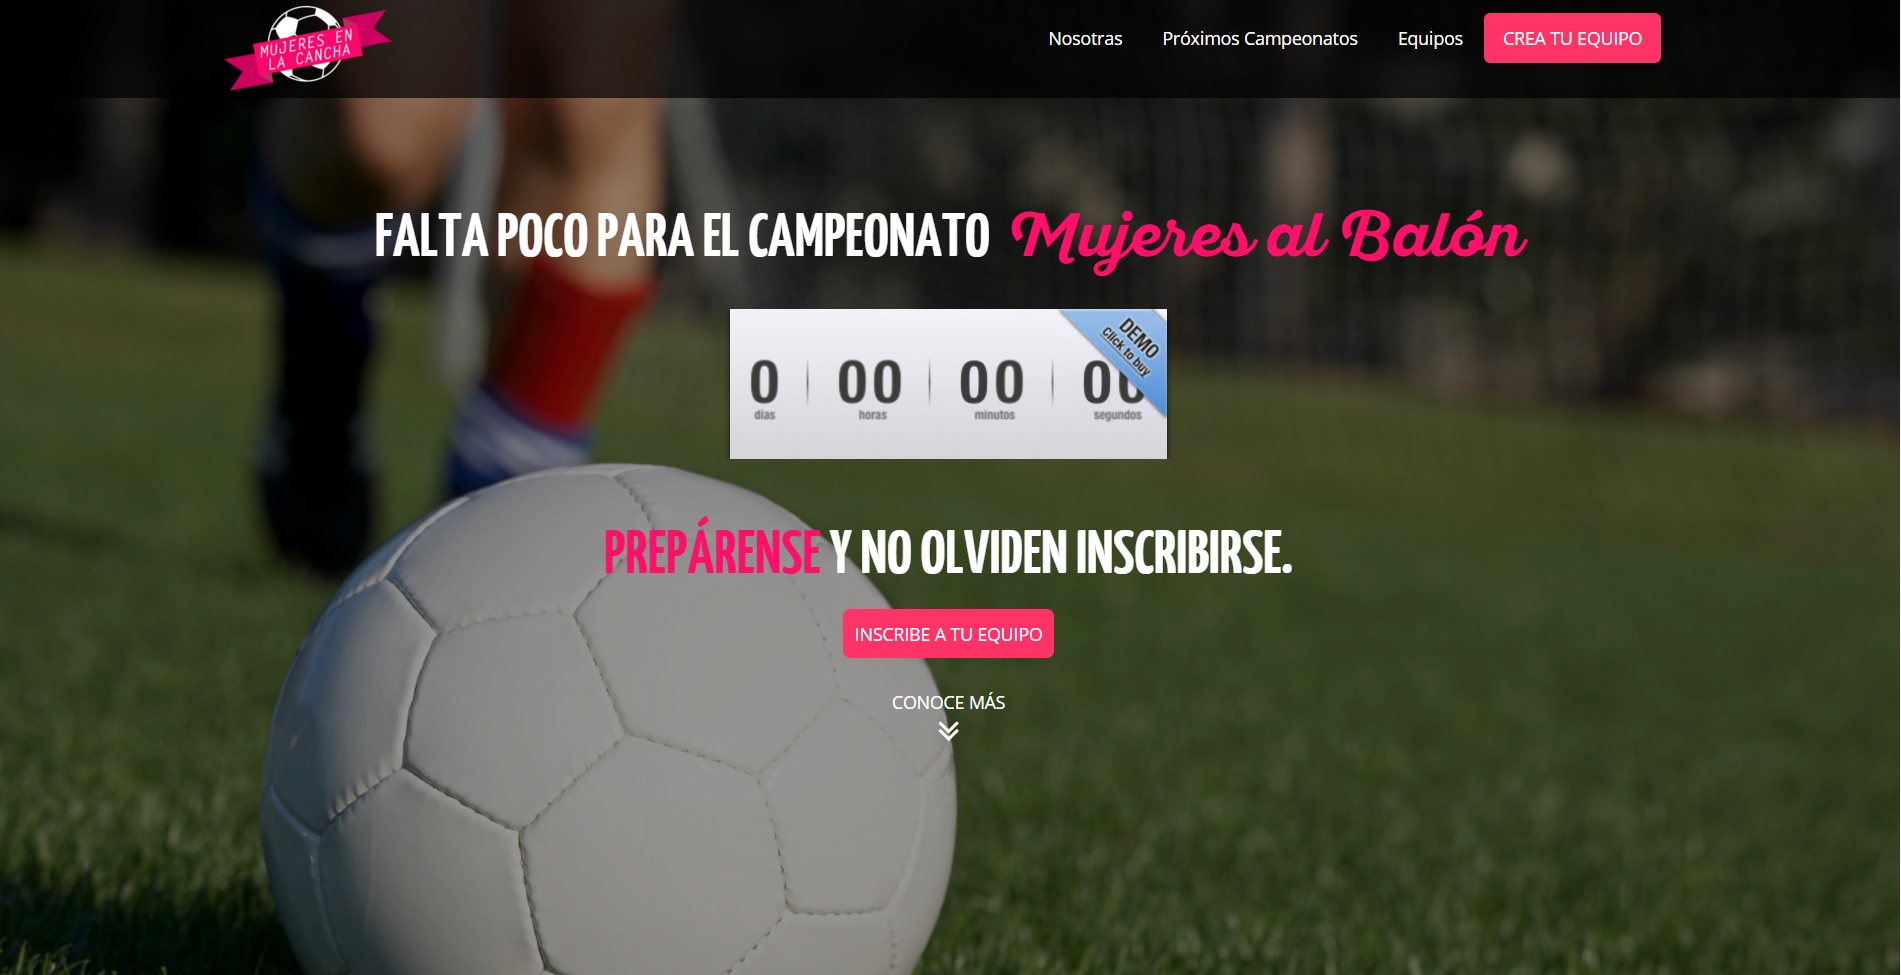 MUJERES EN
LA CANCHA
Nosotras
Próximos Campeonatos
Equipos
CREA TU EQUIPO
FALTA POCO PARA EL CAMPEONATO Mujeres al Balón
DEMO
Click to buy
0 00 00 00
días horas minutos segundos
PREPÁRENSE Y NO OLVIDEN INSCRIBIRSE.
INSCRIBE A TU EQUIPO
CONOCE MÁS